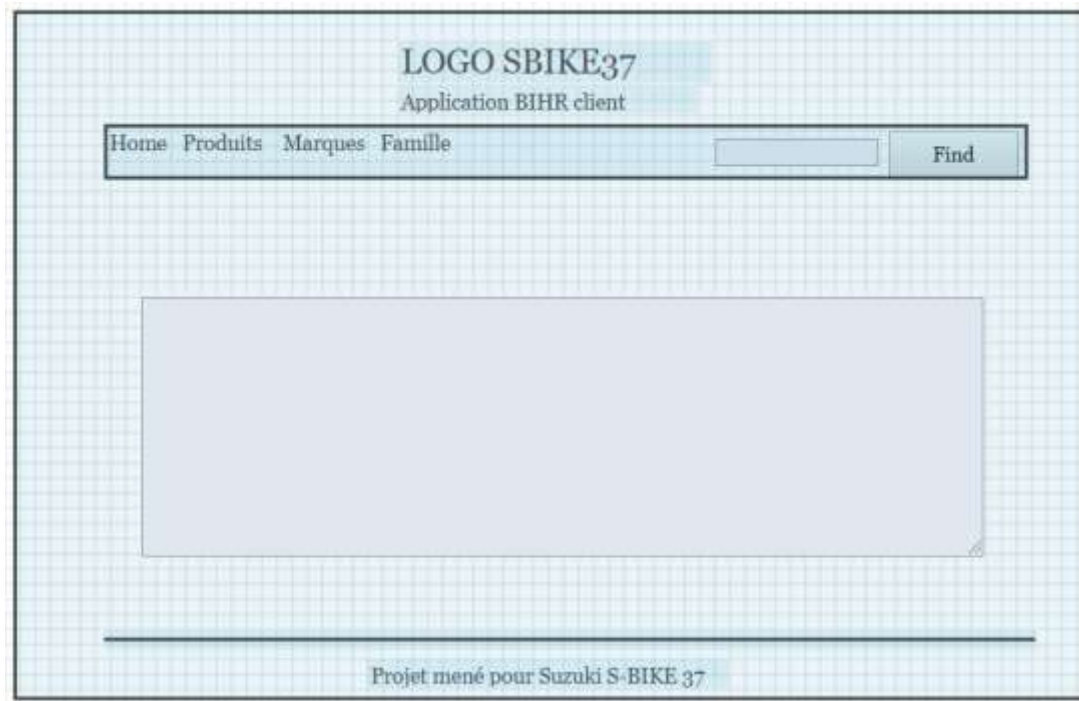 LOGO SBIKE37
Application BIHR client
Home Produits Marques Famille Find
Projet mené pour Suzuki S-BIKE 37